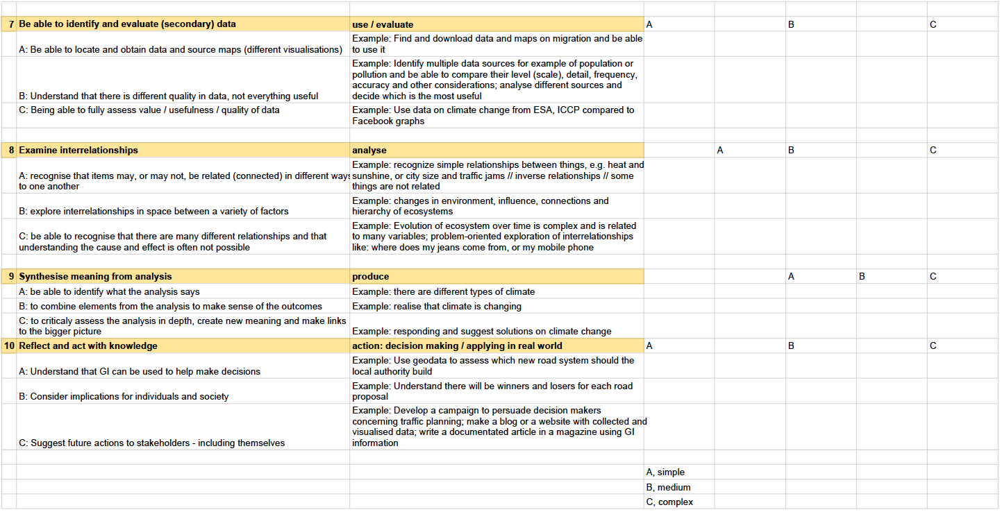 7 Be able to identify and evaluate (secondary) data use / evaluate A B C
A: Be able to locate and obtain data and source maps (different visualisations)
Example: Find and download data and maps on migration and be able
to use it
B: Understand that there is different quality in data, not everything useful
Example: Identify multiple data sources for example of population or
pollution and be able to compare their level (scale), detail, frequency,
accuracy and other considerations; analyse different sources and
decide which is the most useful
C: Being able to fully assess value / usefulness / quality of data
Example: Use data on climate change from ESA, ICCP compared to
Facebook graphs
8 Examine interrelationships analyse A B C
A: recognise that items may, or may not, be related (connected) in different ways
to one another
Example: recognize simple relationships between things, e.g. heat and
sunshine, or city size and traffic jams // inverse relationships // some
things are not related
B: explore interrelationships in space between a variety of factors
Example: changes in environment, influence, connections and
hierarchy of ecosystems
C: be able to recognise that there are many different relationships and that
understanding the cause and effect is often not possible
Example: Evolution of ecosystem over time is complex and is related
to many variables; problem-oriented exploration of interrelationships
like: where does my jeans come from, or my mobile phone
9 Synthesise meaning from analysis produce A B C
A: be able to identify what the analysis says
Example: there are different types of climate
B: to combine elements from the analysis to make sense of the outcomes
Example: realise that climate is changing
C: to criticaly assess the analysis in depth, create new meaning and make links
to the bigger picture
Example: responding and suggest solutions on climate change
10 Reflect and act with knowledge action: decision making / applying in real world A B C
A: Understand that GI can be used to help make decisions
Example: Use geodata to assess which new road system should the
local authority build
B: Consider implications for individuals and society
Example: Understand there will be winners and losers for each road
proposal
C: Suggest future actions to stakeholders - including themselves
Example: Develop a campaign to persuade decision makers
concerning traffic planning; make a blog or a website with collected and
visualised data; write a documentated article in a magazine using GI
information
A, simple
B, medium
C, complex